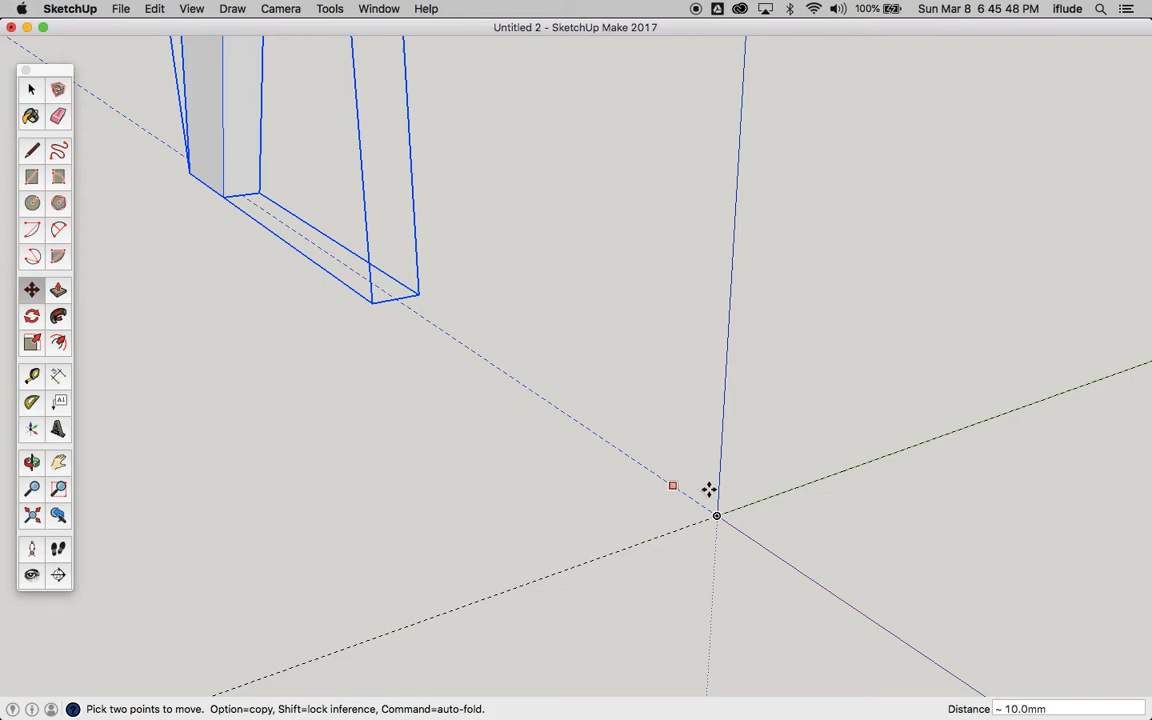 SketchUp File Edit View Draw Camera Tools Window Help 100% Sun Mar 8 6:45:48 PM iflude
Untitled 2 - SketchUp Make 2017
A1
Pick two points to move. Option=copy, Shift=lock inference, Command=auto-fold. Distance ~ 10.0mm